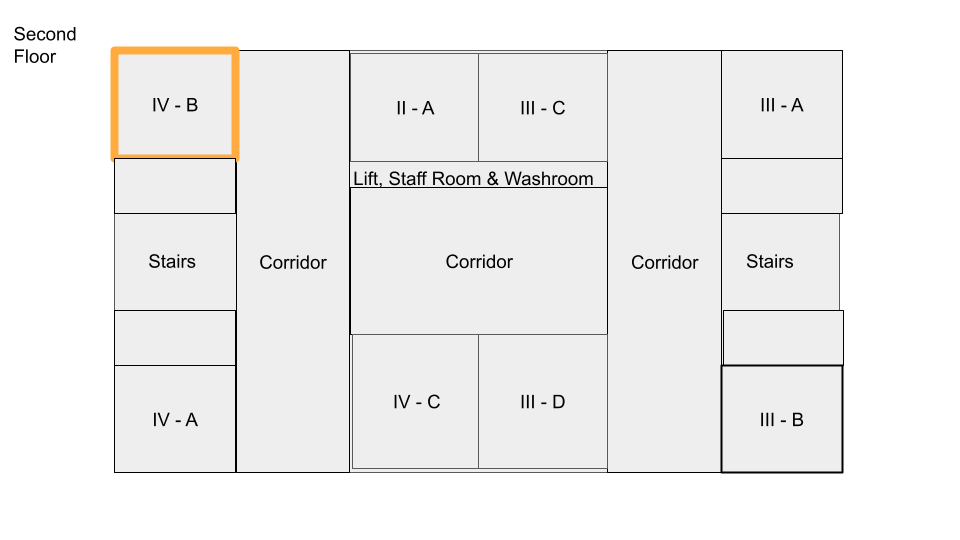 Second
Floor
IV - B
II - A
III - C
III - A
Lift, Staff Room & Washroom
Stairs
Corridor
Corridor
Corridor
Stairs
IV - A
IV - C
III - D
III - B